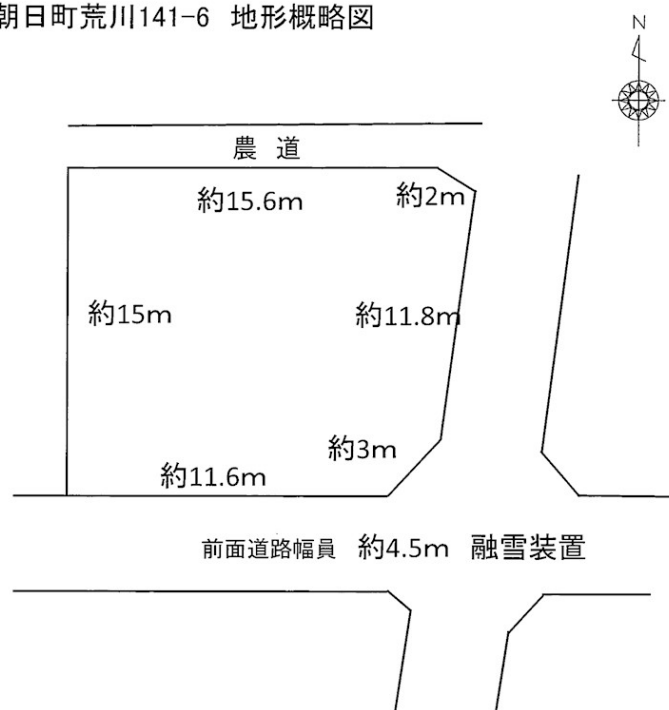 朝日町荒川141-6 地形概略図
N
農道
約15.6m
約2m
約15m
約11.8m
約3m
約11.6m
前面道路幅員 約4.5m 融雪装置